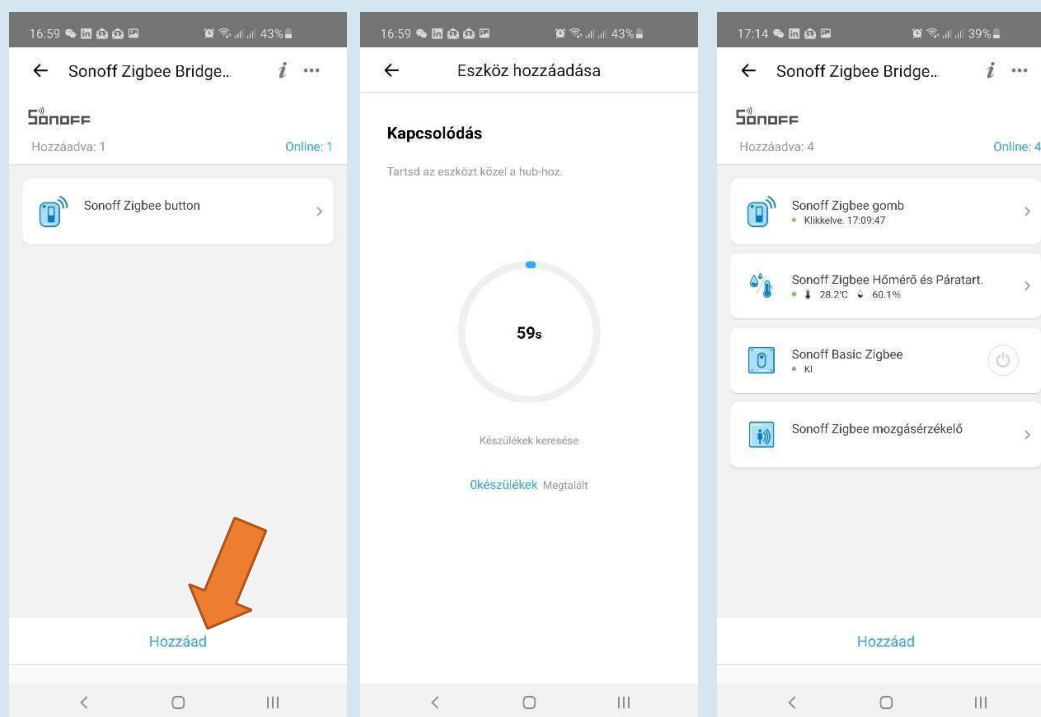 16:59 43%
Sonoff Zigbee Bridge...
SONOFF
Hozzáadva: 1 Online: 1
Sonoff Zigbee button
Hozzáad
16:59 43%
Eszköz hozzáadása
Kapcsolódás
Tartsd az eszközt közel a hub-hoz.
59s
Készülékek keresése
0készülékek Megtalált
17:14 39%
Sonoff Zigbee Bridge...
SONOFF
Hozzáadva: 4 Online: 4
Sonoff Zigbee gomb
Klikkelve. 17:09:47
Sonoff Zigbee Hőmérő és Páratart.
28.2°C 60.1%
Sonoff Basic Zigbee
KI
Sonoff Zigbee mozgásérzékelő
Hozzáad